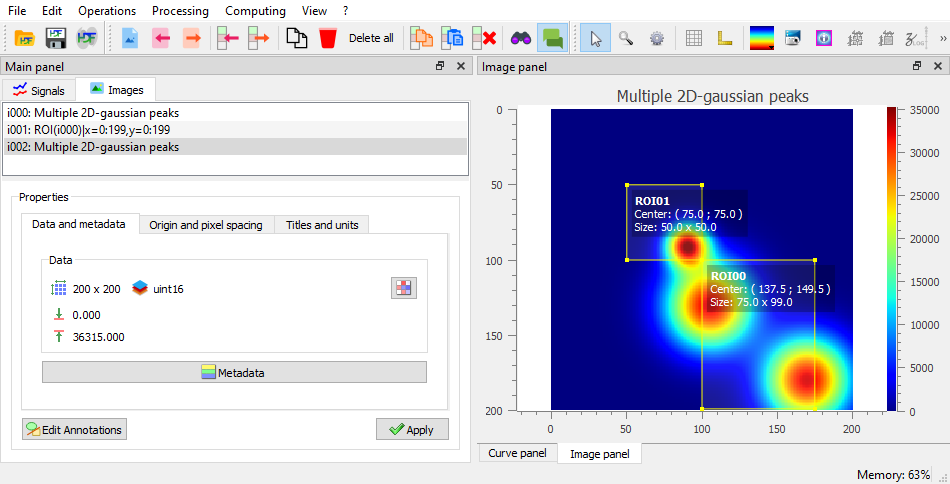 File Edit Operations Processing Computing View ?
Delete all
Main panel
Signals Images
i000: Multiple 2D-gaussian peaks
i001: ROI(i000)|x=0:199,y=0:199
i002: Multiple 2D-gaussian peaks
Properties
Data and metadata Origin and pixel spacing Titles and units
Data
200 x 200 uint16
0.000
36315.000
Metadata
Edit Annotations Apply
Image panel
Multiple 2D-gaussian peaks
0
50
100
150
200
0 50 100 150 200
ROI01
Center: ( 75.0 ; 75.0 )
Size: 50.0 x 50.0
ROI00
Center: ( 137.5 ; 149.5 )
Size: 75.0 x 99.0
35000
30000
25000
20000
15000
10000
5000
0
Curve panel Image panel
Memory: 63%